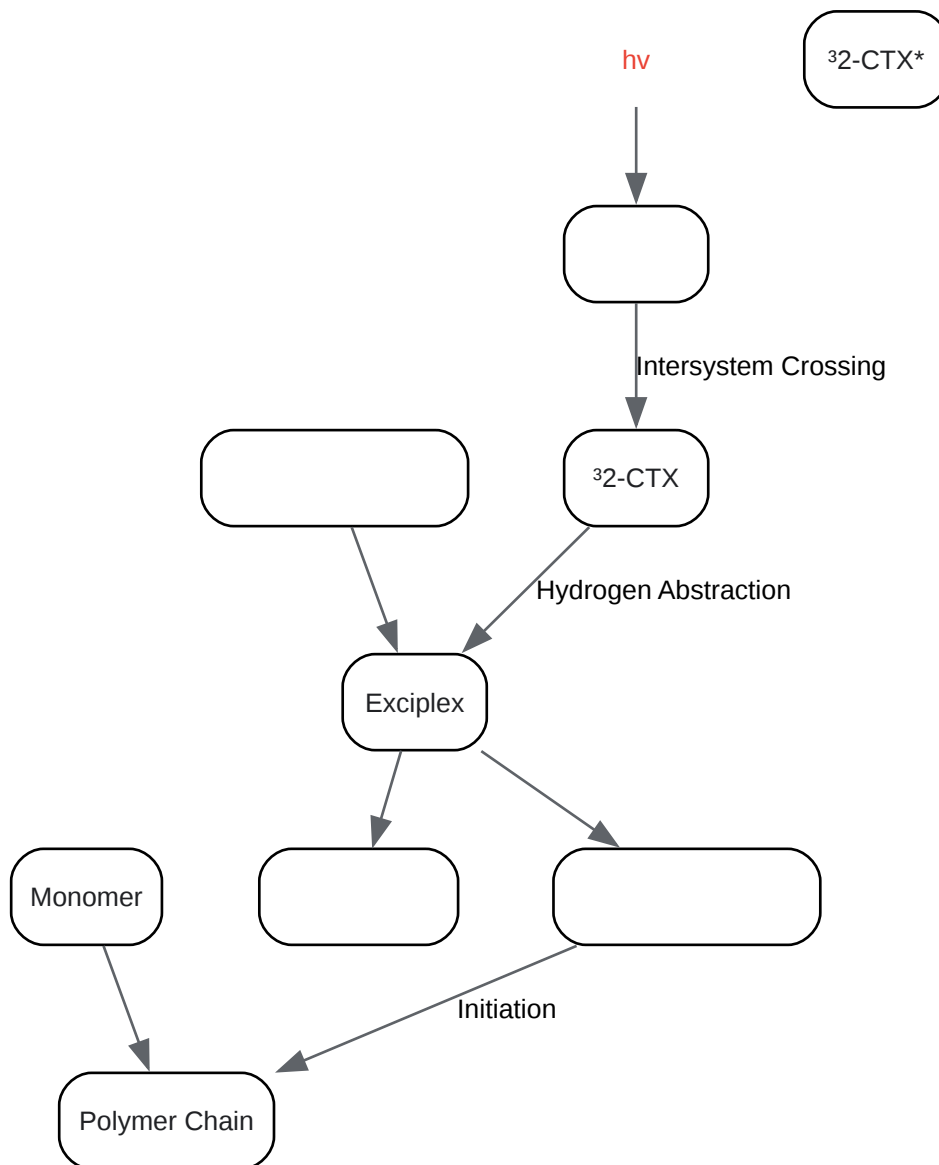 hv
³2-CTX*
Intersystem Crossing
³2-CTX
Hydrogen Abstraction
Exciplex
Monomer
Initiation
Polymer Chain